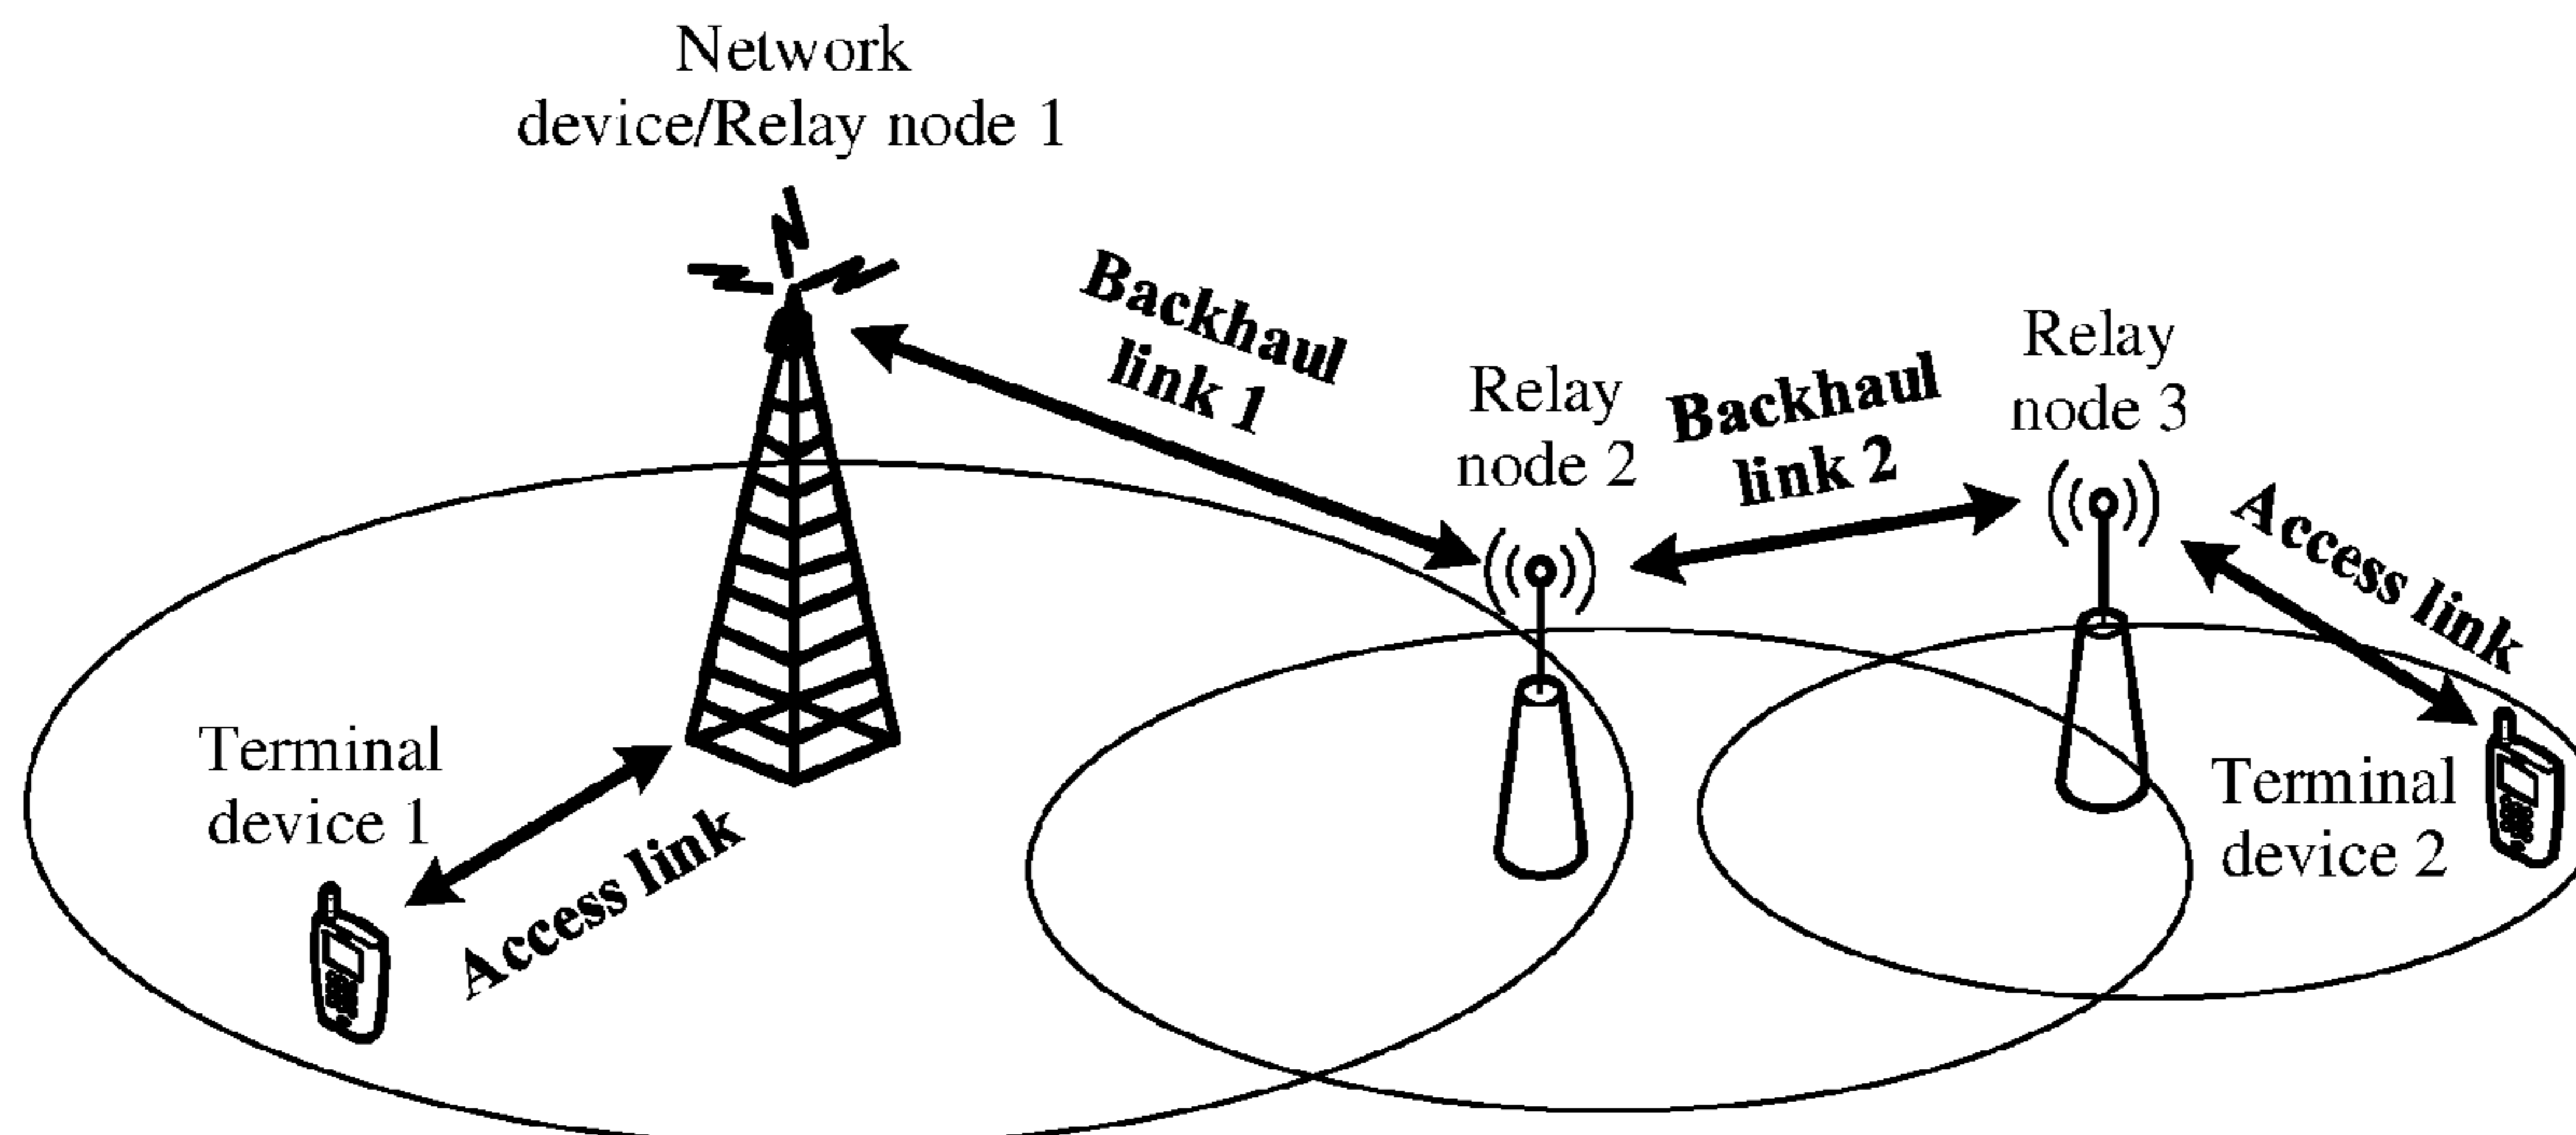 Network
device/Relay node 1
Backhaul
link 1
Relay
node 2
Backhaul
link 2
Relay
node 3
Access link
Terminal
device 1
Access link
Terminal
device 2